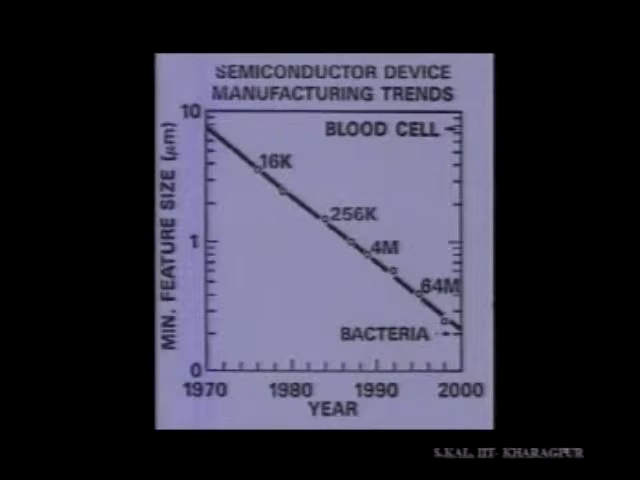 SEMICONDUCTOR DEVICE
MANUFACTURING TRENDS
10
BLOOD CELL
16K
256K
1
4M
64M
BACTERIA
0
MIN. FEATURE SIZE (μm)
1970 1980 1990 2000
YEAR
S.KAL, IIT- KHARAGPUR